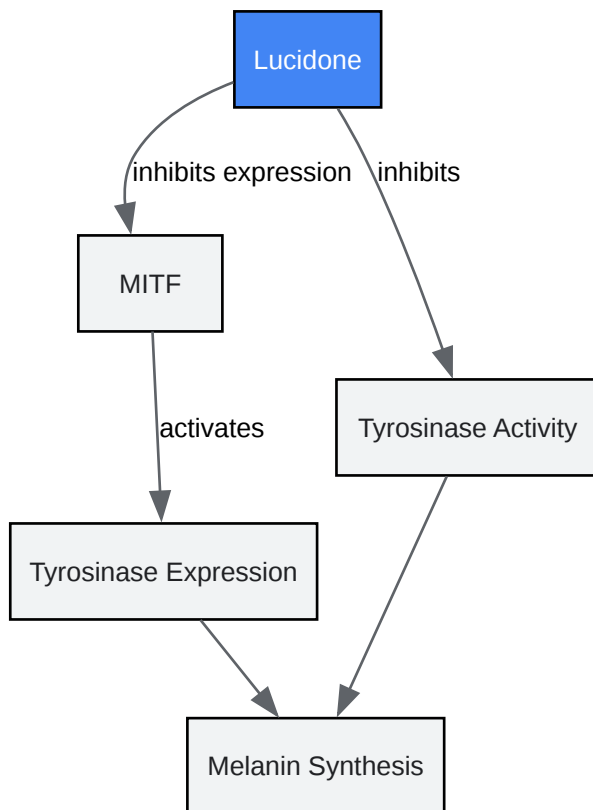 Lucidone
inhibits expression
inhibits
MITF
Tyrosinase Activity
activates
Tyrosinase Expression
Melanin Synthesis